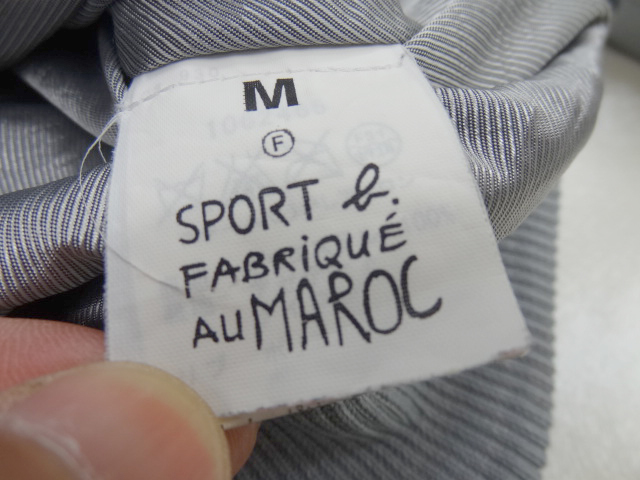 M
F
SPORT b.
FABRIQUÉ
AU MAROC